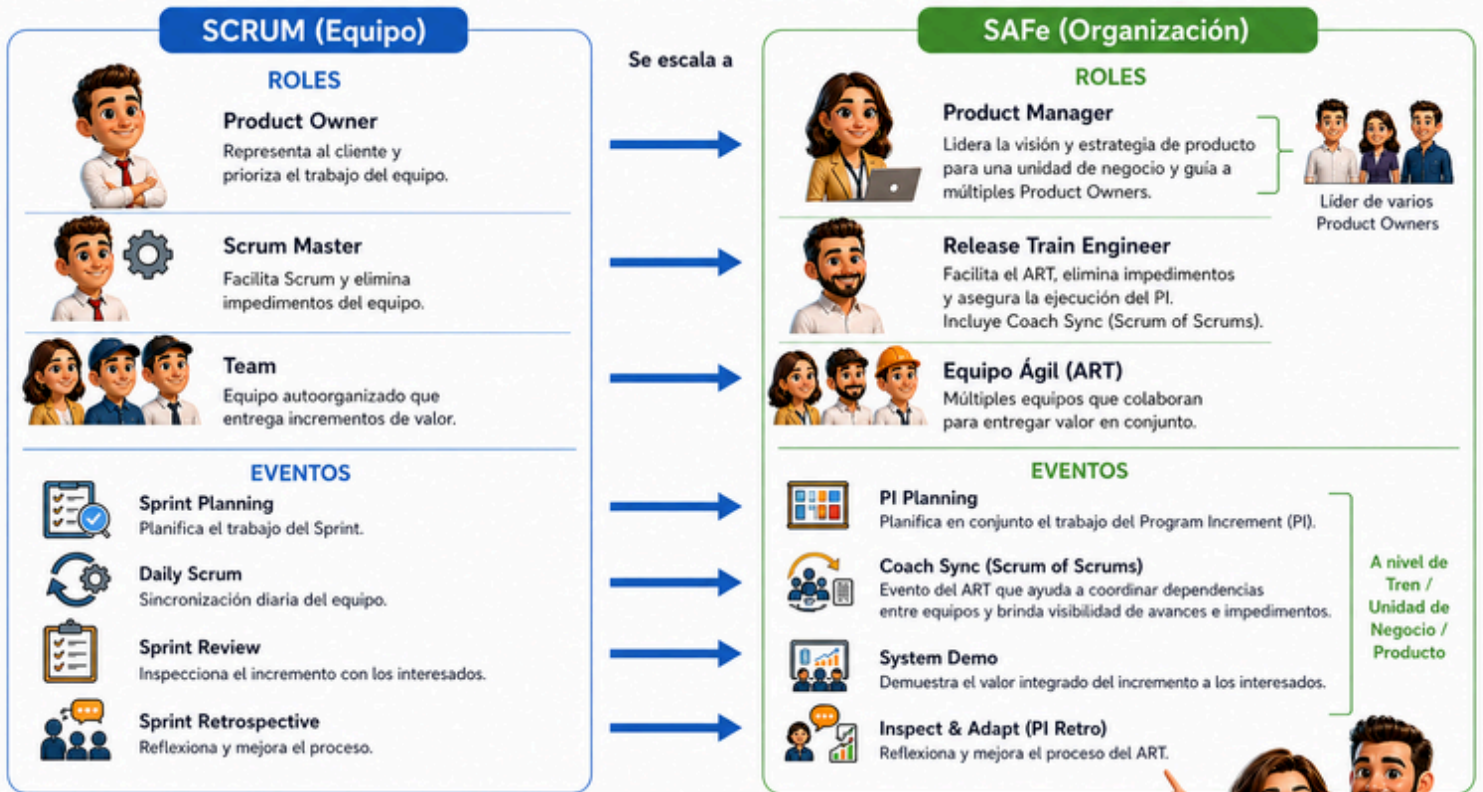 SCRUM (Equipo)
ROLES
Product Owner
Representa al cliente y
prioriza el trabajo del equipo.
Scrum Master
Facilita Scrum y elimina
impedimentos del equipo.
Team
Equipo autoorganizado que
entrega incrementos de valor.
EVENTOS
Sprint Planning
Planifica el trabajo del Sprint.
Daily Scrum
Sincronización diaria del equipo.
Sprint Review
Inspecciona el incremento con los interesados.
Sprint Retrospective
Reflexiona y mejora el proceso.
Se escala a
SAFe (Organización)
ROLES
Product Manager
Lidera la visión y estrategia de producto
para una unidad de negocio y guía a
múltiples Product Owners.
Líder de varios
Product Owners
Release Train Engineer
Facilita el ART, elimina impedimentos
y asegura la ejecución del PI.
Incluye Coach Sync (Scrum of Scrums).
Equipo Ágil (ART)
Múltiples equipos que colaboran
para entregar valor en conjunto.
EVENTOS
PI Planning
Planifica en conjunto el trabajo del Program Increment (PI).
Coach Sync (Scrum of Scrums)
Evento del ART que ayuda a coordinar dependencias
entre equipos y brinda visibilidad de avances e impedimentos.
System Demo
Demuestra el valor integrado del incremento a los interesados.
Inspect & Adapt (PI Retro)
Reflexiona y mejora el proceso del ART.
A nivel de
Tren /
Unidad de
Negocio /
Producto